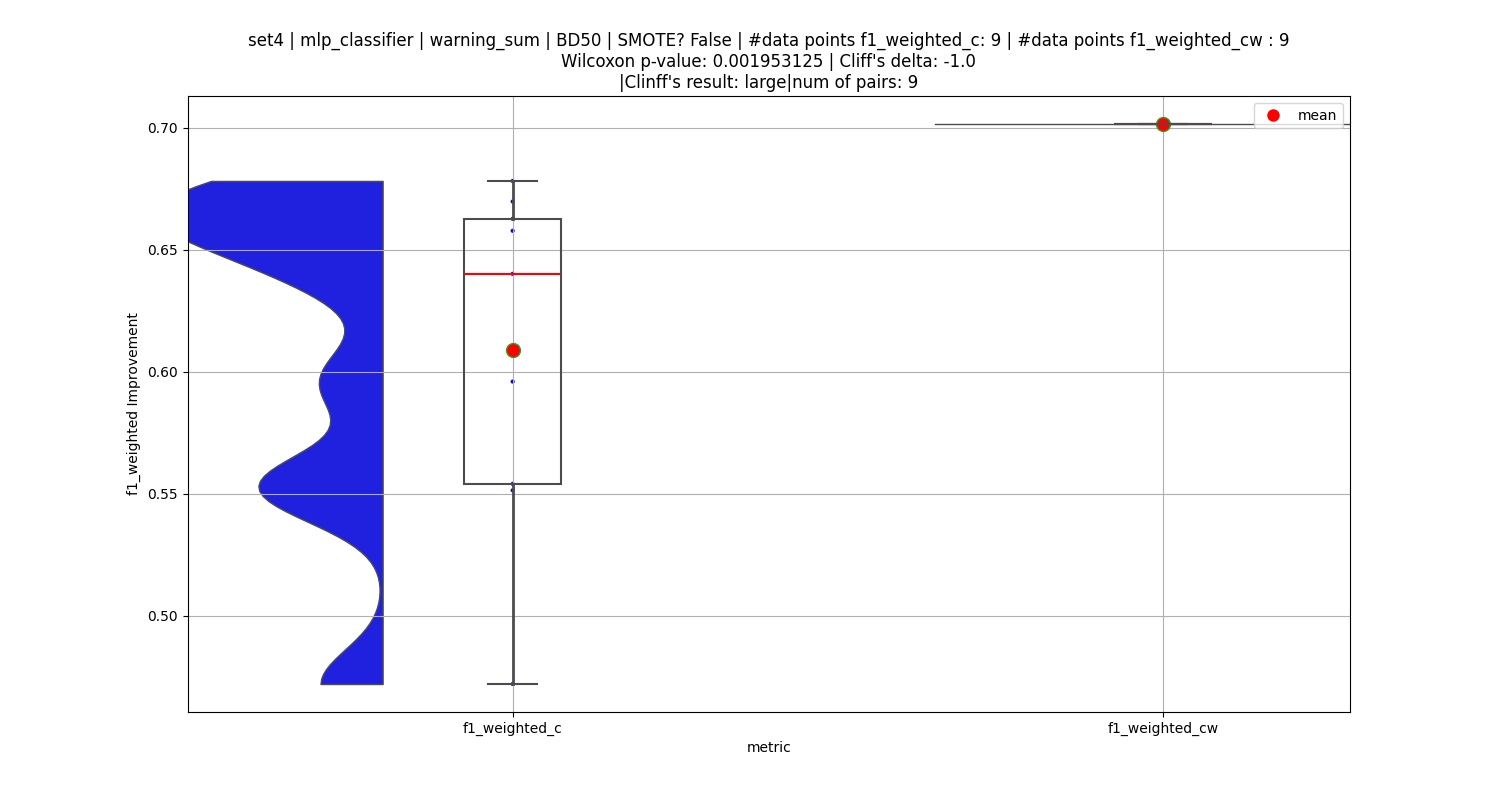 set4 | mlp_classifier | warning_sum | BD50 | SMOTE? False | #data points f1_weighted_c: 9 | #data points f1_weighted_cw : 9
Wilcoxon p-value: 0.001953125 | Cliff's delta: -1.0
|Clinff's result: large|num of pairs: 9
mean
0.70
0.65
0.60
0.55
0.50
f1_weighted Improvement
f1_weighted_c
f1_weighted_cw
metric